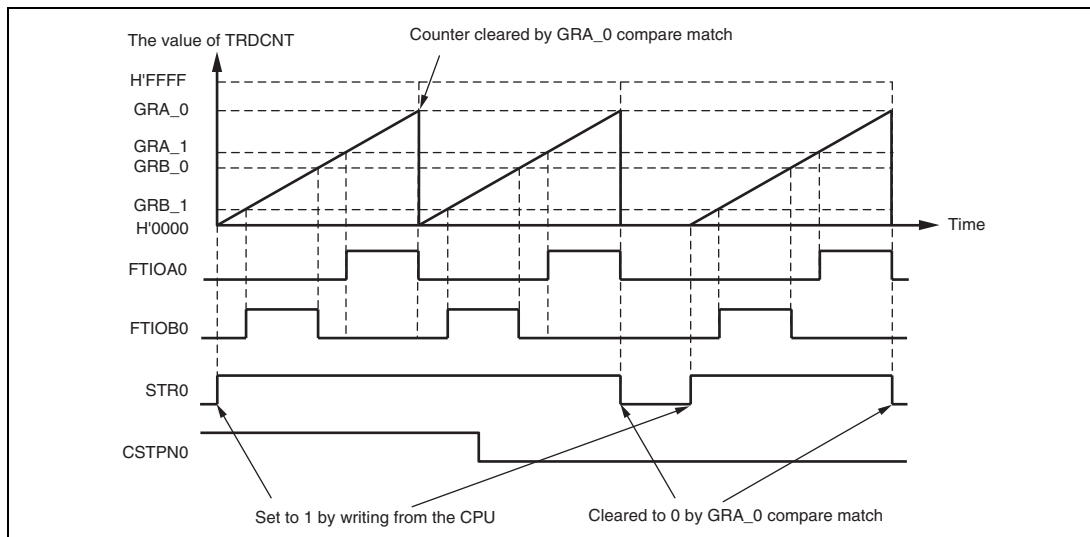 The value of TRDCNT
Counter cleared by GRA_0 compare match
H'FFFF
GRA_0
GRA_1
GRB_0
GRB_1
H'0000
Time
FTIOA0
FTIOB0
STR0
CSTPN0
Set to 1 by writing from the CPU
Cleared to 0 by GRA_0 compare match